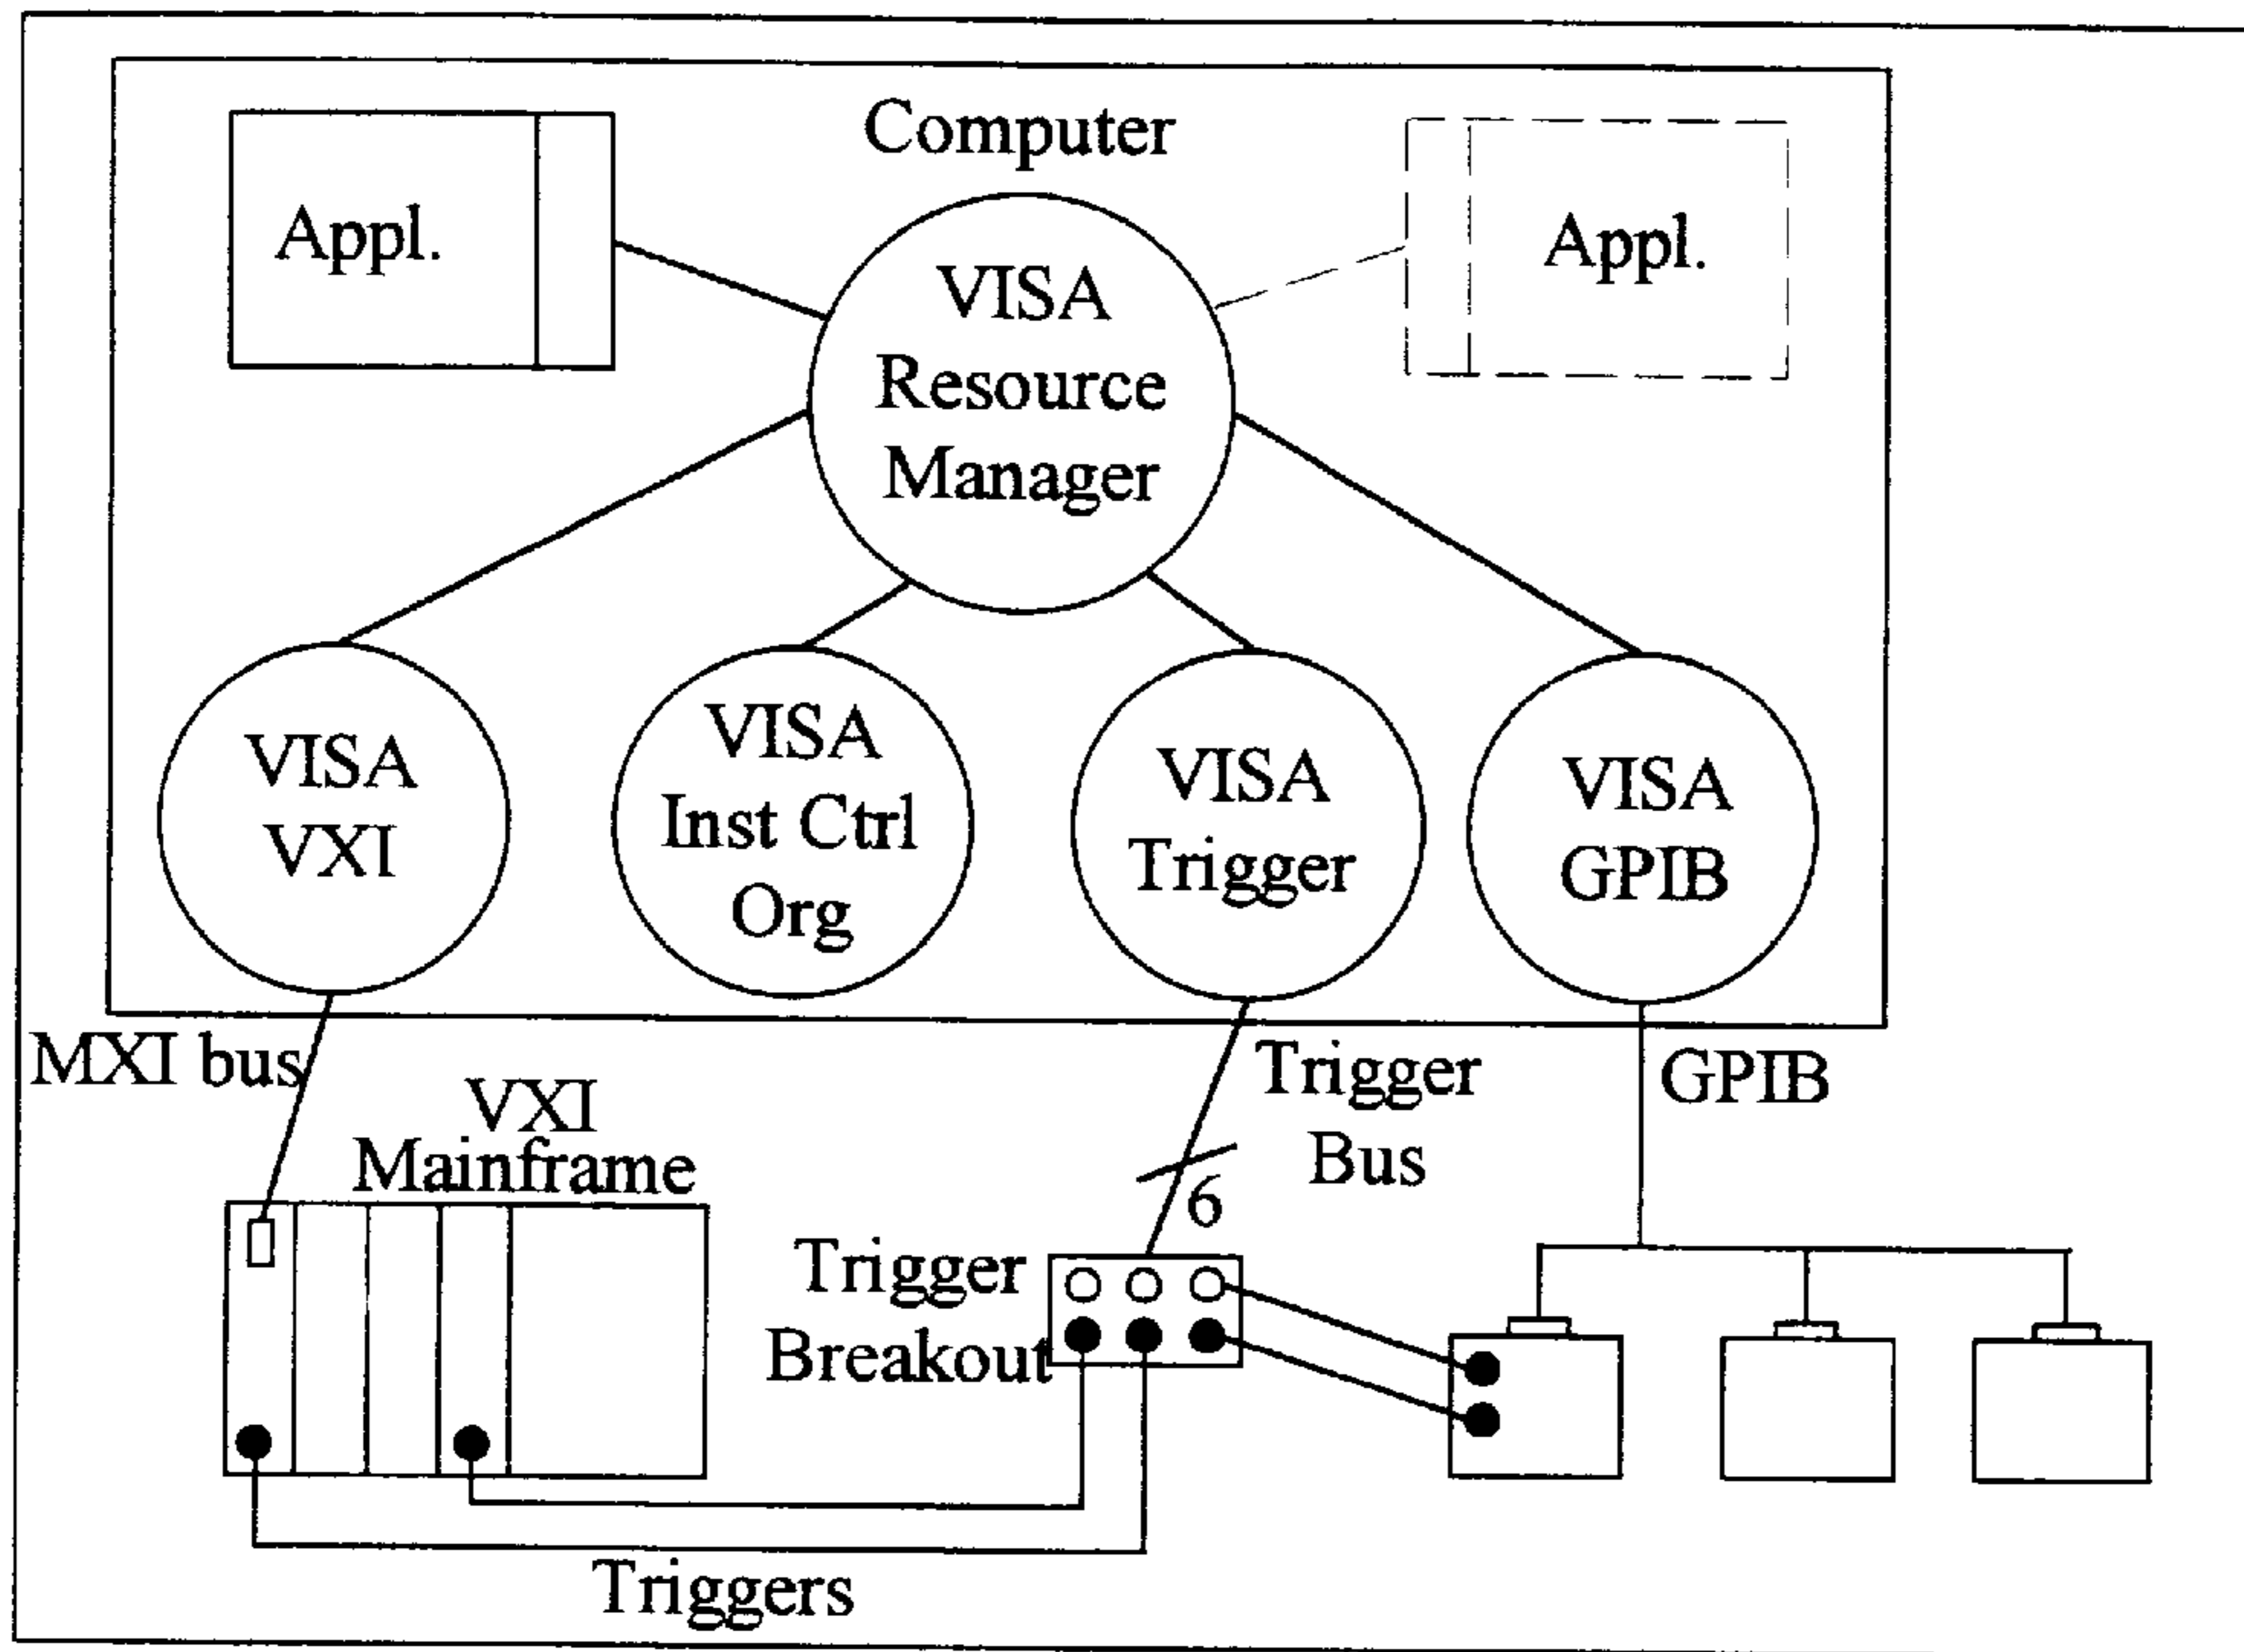 Computer
Appl.
Appl.
VISA
Resource
Manager
VISA
VXI
VISA
Inst Ctrl
Org
VISA
Trigger
VISA
GPIB
MXI bus
VXI
Mainframe
Trigger
Bus
GPIB
6
Trigger
Breakout
Triggers